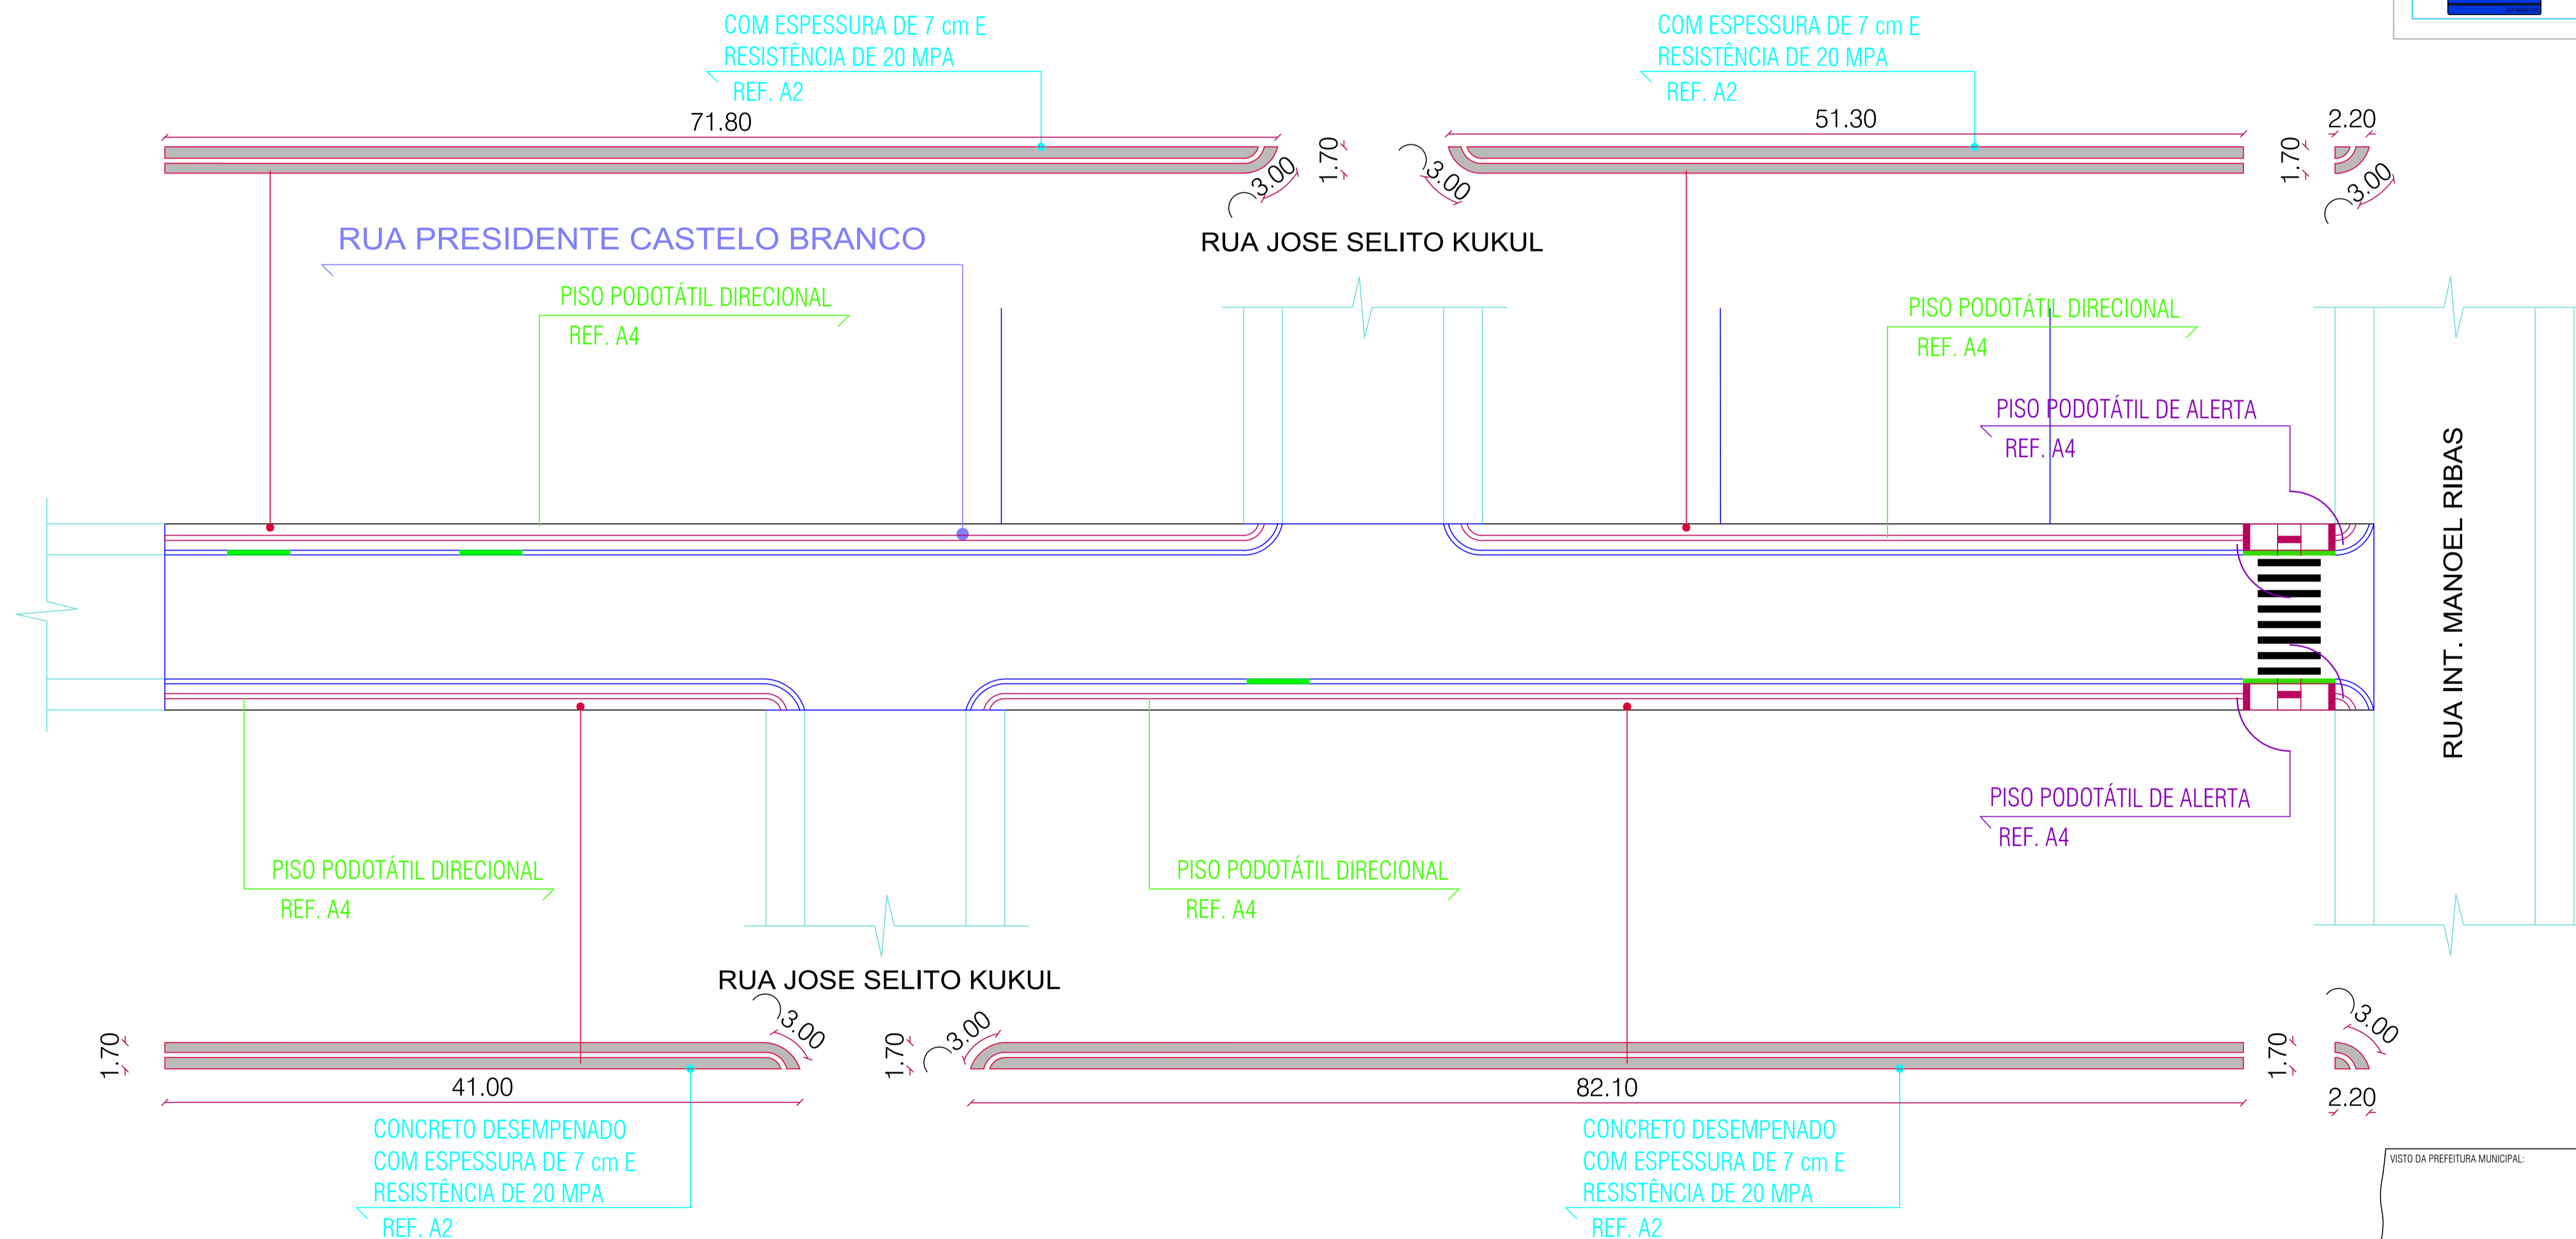 COM ESPESSURA DE 7 cm E
RESISTÊNCIA DE 20 MPA
REF. A2
COM ESPESSURA DE 7 cm E
RESISTÊNCIA DE 20 MPA
REF. A2
71.80
51.30
2.20
1.70
1.70
3.00
3.00
3.00
RUA PRESIDENTE CASTELO BRANCO
RUA JOSE SELITO KUKUL
PISO PODOTÁTIL DIRECIONAL
REF. A4
PISO PODOTÁTIL DIRECIONAL
REF. A4
PISO PODOTÁTIL DE ALERTA
REF. A4
RUA INT. MANOEL RIBAS
PISO PODOTÁTIL DE ALERTA
REF. A4
PISO PODOTÁTIL DIRECIONAL
REF. A4
PISO PODOTÁTIL DIRECIONAL
REF. A4
RUA JOSE SELITO KUKUL
3.00
3.00
3.00
1.70
1.70
1.70
41.00
82.10
2.20
CONCRETO DESEMPENADO
COM ESPESSURA DE 7 cm E
RESISTÊNCIA DE 20 MPA
REF. A2
CONCRETO DESEMPENADO
COM ESPESSURA DE 7 cm E
RESISTÊNCIA DE 20 MPA
REF. A2
VISTO DA PREFEITURA MUNICIPAL: